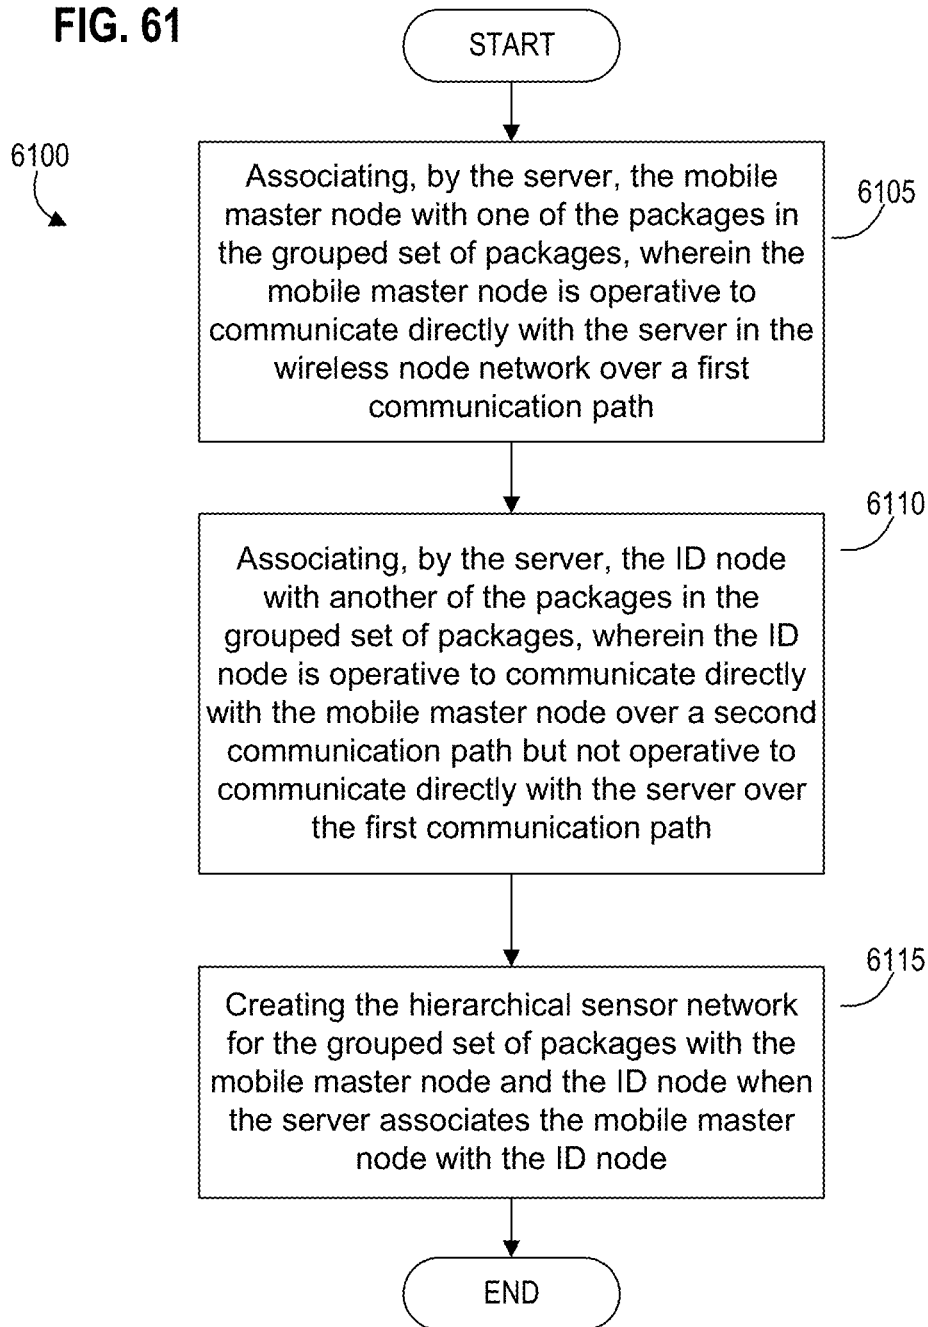 FIG. 61
START
6100
Associating, by the server, the mobile
master node with one of the packages in
the grouped set of packages, wherein the
mobile master node is operative to
communicate directly with the server in the
wireless node network over a first
communication path
6105
6110
Associating, by the server, the ID node
with another of the packages in the
grouped set of packages, wherein the ID
node is operative to communicate directly
with the mobile master node over a second
communication path but not operative to
communicate directly with the server over
the first communication path
6115
Creating the hierarchical sensor network
for the grouped set of packages with the
mobile master node and the ID node when
the server associates the mobile master
node with the ID node
END